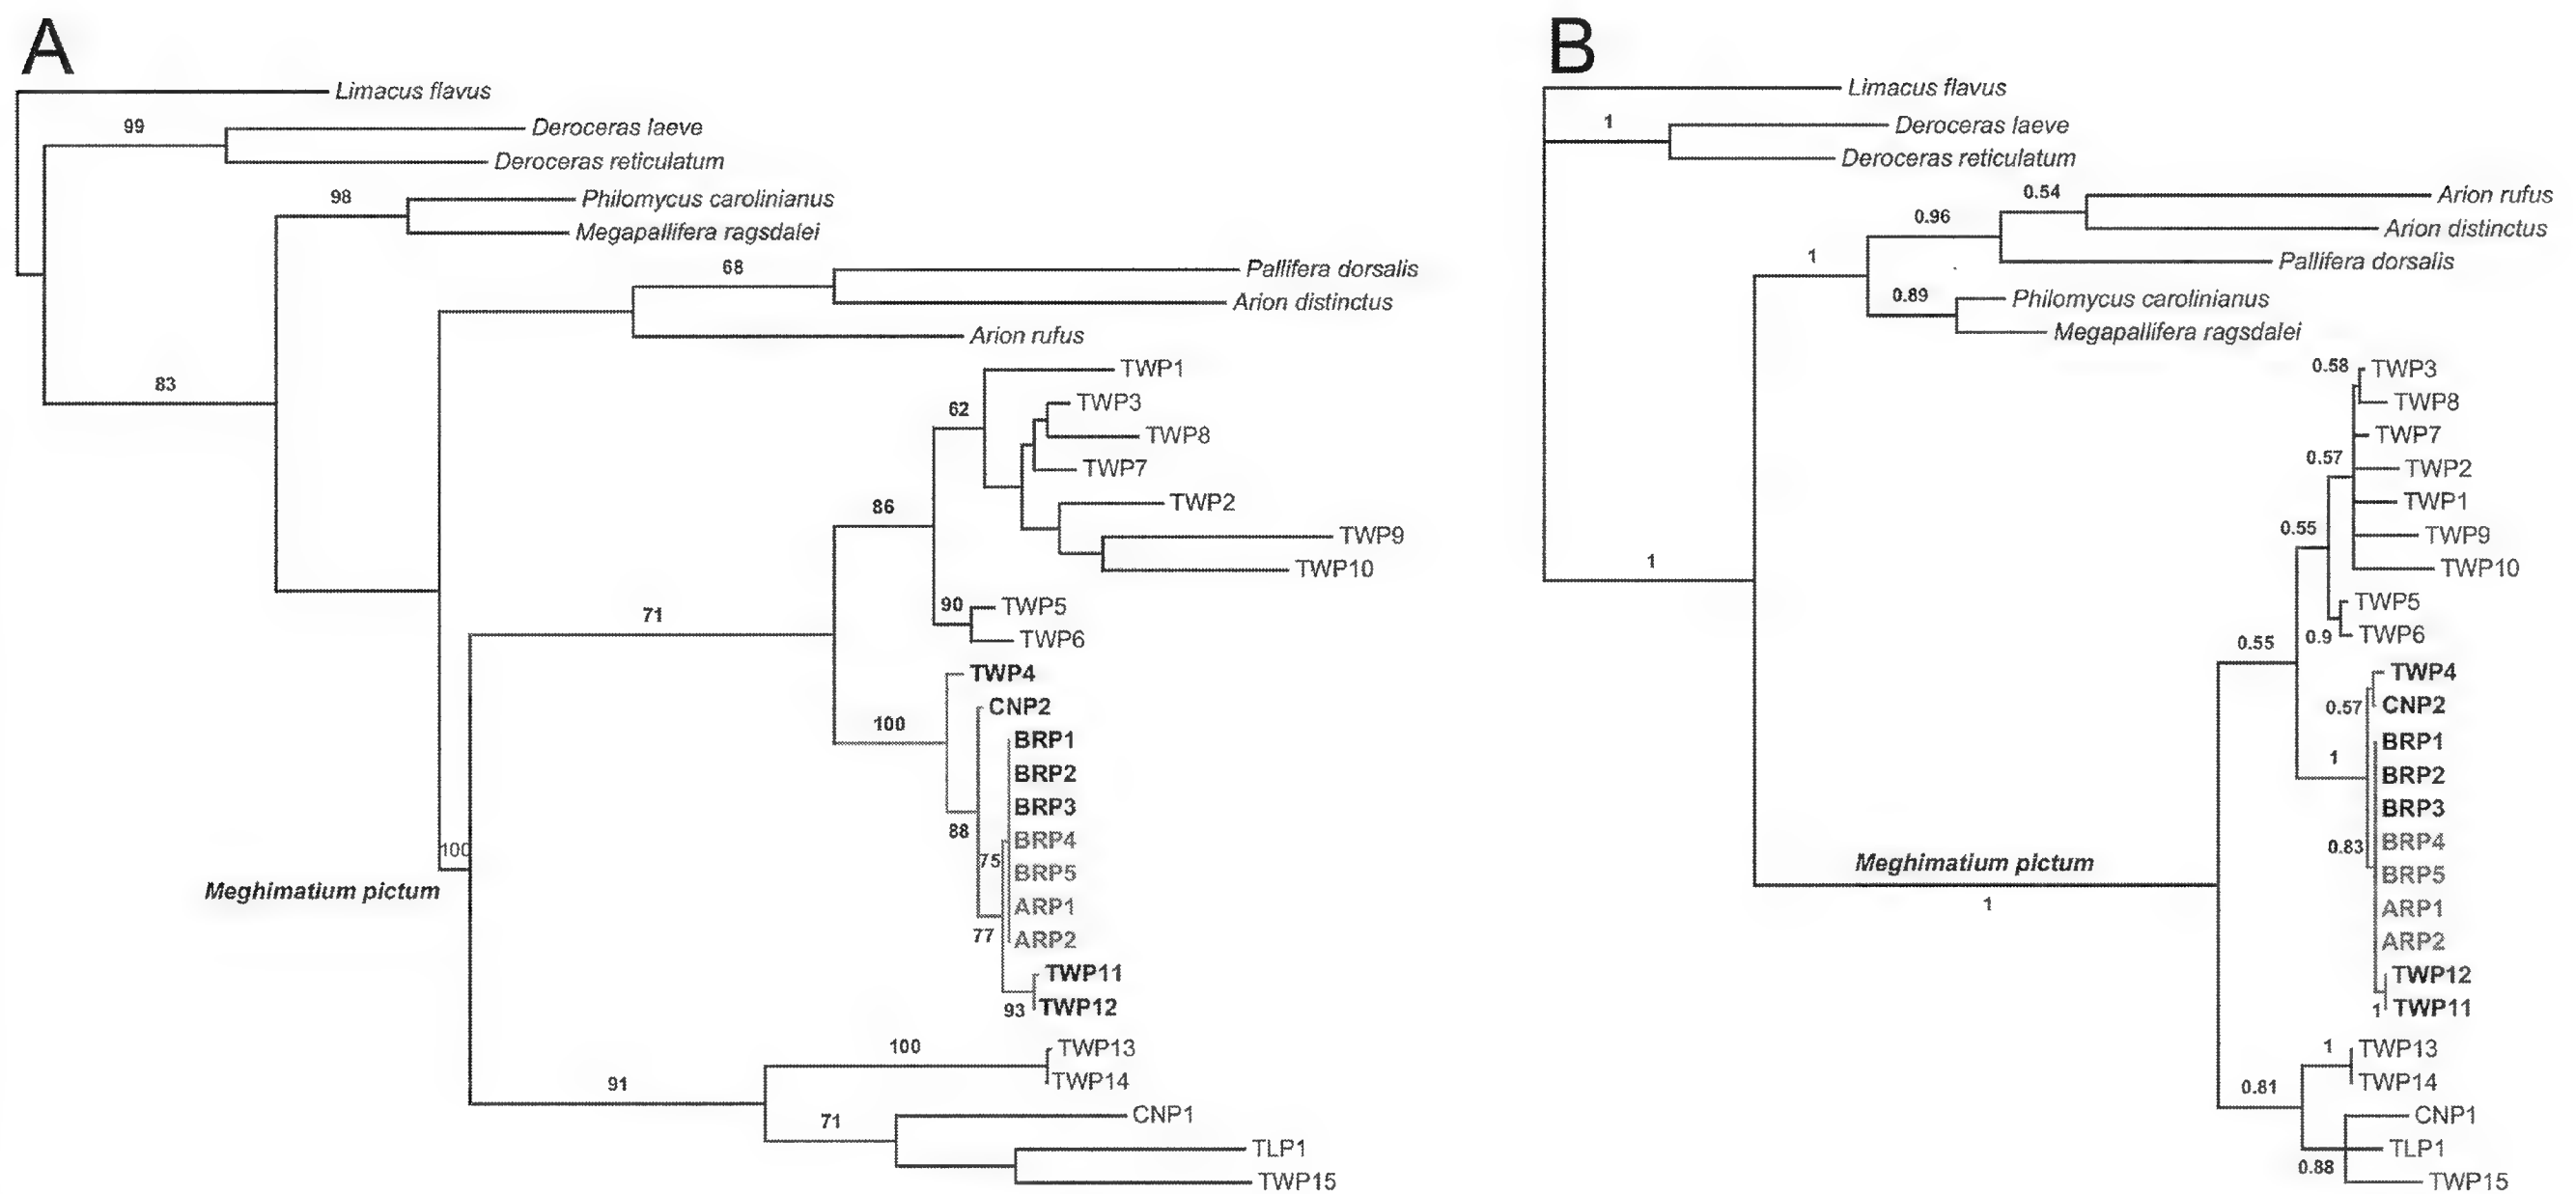 A
Limacus flavus
99
Deroceras laeve
Deroceras reticulatum
98
Philomycus carolinianus
Megapallifera ragsdalei
68
Pallifera dorsalis
Arion distinctus
Arion rufus
83
TWP1
62
TWP3
TWP8
TWP7
86
TWP2
TWP9
TWP10
90
TWP5
TWP6
71
TWP4
CNP2
100
BRP1
BRP2
BRP3
88
BRP4
75
BRP5
ARP1
77
ARP2
TWP11
93
TWP12
100
Meghimatium pictum
100
TWP13
TWP14
91
CNP1
71
TLP1
TWP15
B
Limacus flavus
1
Deroceras laeve
Deroceras reticulatum
0.54
Arion rufus
0.96
Arion distinctus
1
Pallifera dorsalis
0.89
Philomycus carolinianus
Megapallifera ragsdalei
0.58
TWP3
TWP8
TWP7
0.57
TWP2
TWP1
0.55
TWP9
TWP10
1
TWP5
0.9
TWP6
0.55
TWP4
0.57
CNP2
BRP1
1
BRP2
BRP3
0.83
BRP4
BRP5
ARP1
ARP2
TWP12
1
TWP11
Meghimatium pictum
1
1
TWP13
TWP14
0.81
CNP1
TLP1
0.88
TWP15